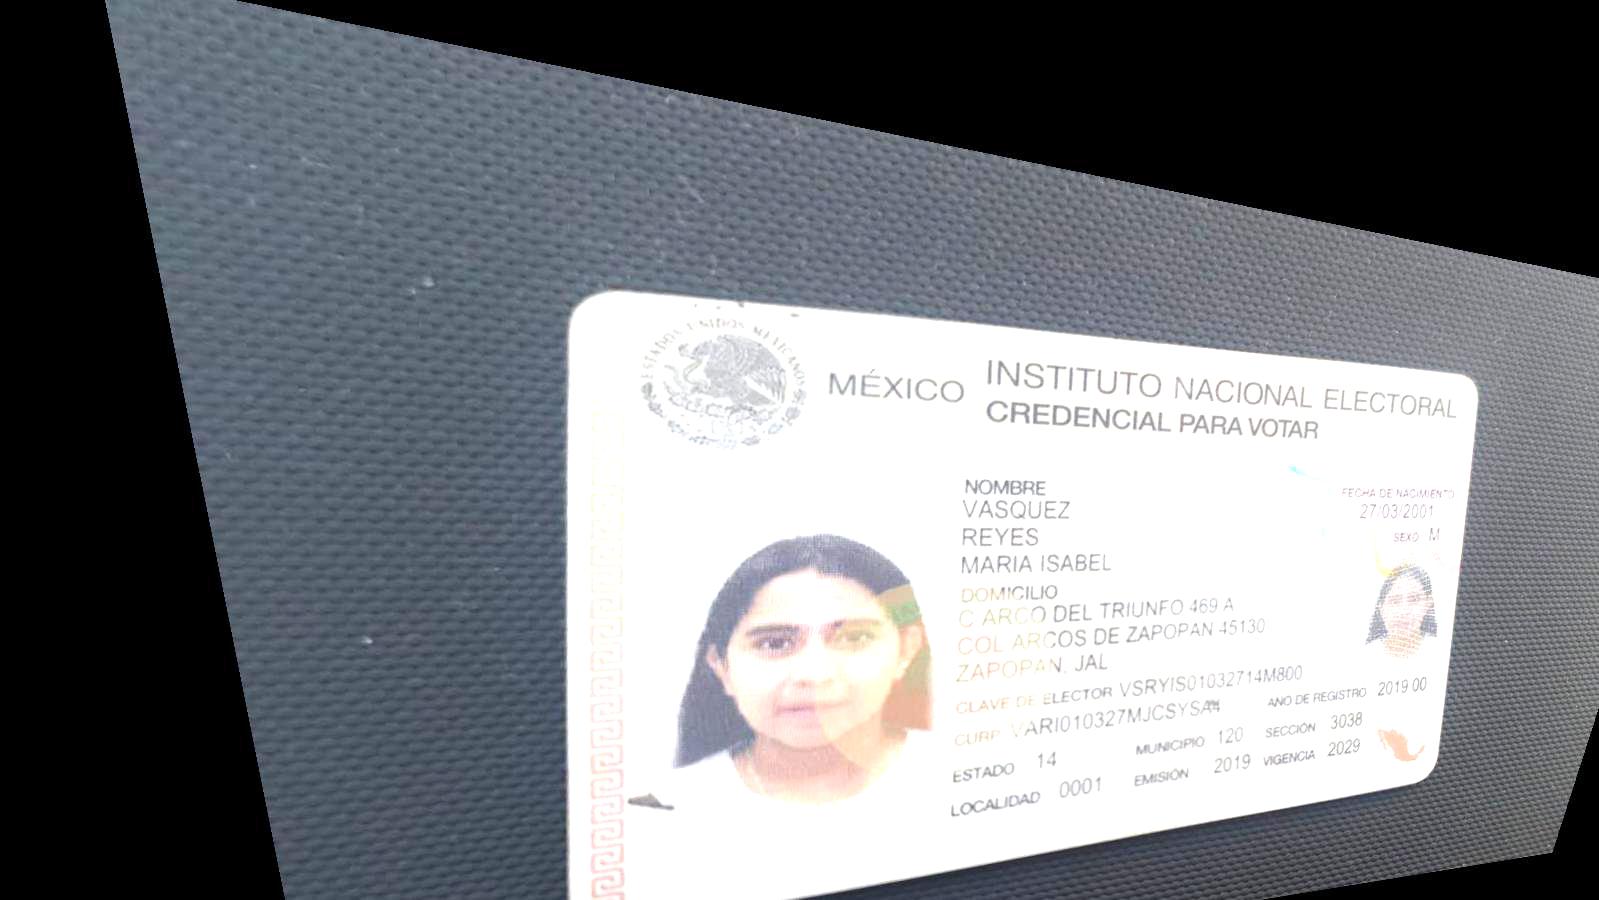 ESTADOS UNIDOS MEXICANOS
MÉXICO
INSTITUTO NACIONAL ELECTORAL
CREDENCIAL PARA VOTAR
NOMBRE
VASQUEZ
REYES
MARIA ISABEL
FECHA DE NACIMIENTO
27/03/2001
SEXO M
DOMICILIO
C ARCO DEL TRIUNFO 469 A
COL ARCOS DE ZAPOPAN 45130
ZAPOPAN, JAL.
CLAVE DE ELECTOR VSRYIS01032714M800
CURP AÑO DE REGISTRO 2019 00
ESTADO 14 MUNICIPIO 120 SECCIÓN 3038
LOCALIDAD 0001 EMISIÓN 2019 VIGENCIA 2029